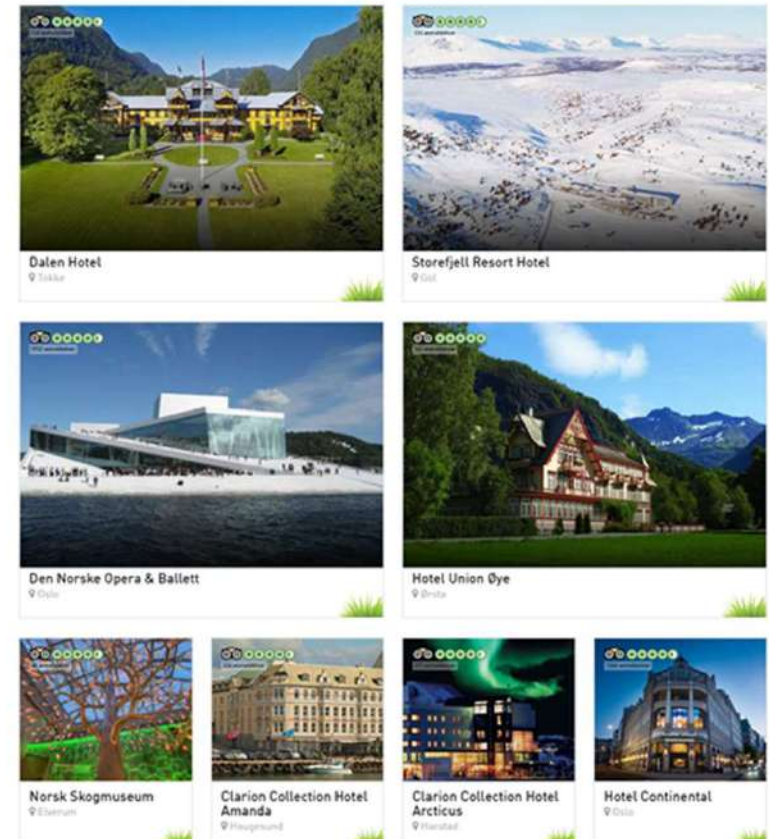 Dalen Hotel
Tokke
Storefjell Resort Hotel
Gol
Den Norske Opera & Ballett
Oslo
Hotel Union Øye
Ørsta
Norsk Skogmuseum
Elverum
Clarion Collection Hotel
Amanda
Haugesund
Clarion Collection Hotel
Arcticus
Harstad
Hotel Continental
Oslo